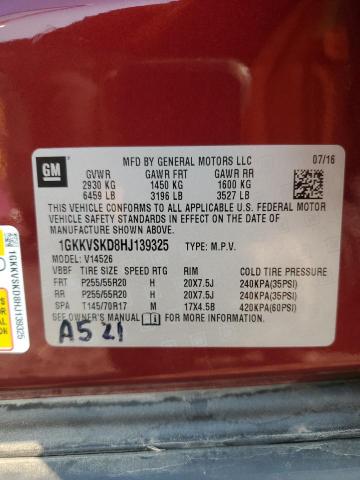 GM
MFD BY GENERAL MOTORS LLC 07/16
GVWR GAWR FRT GAWR RR
2930 KG 1450 KG 1600 KG
6459 LB 3196 LB 3527 LB
THIS VEHICLE CONFORMS TO ALL APPLICABLE U.S. FEDERAL MOTOR
VEHICLE SAFETY STANDARDS IN EFFECT ON THE DATE OF
MANUFACTURE SHOWN ABOVE.
1GKKVSKD8HJ139325 TYPE: M.P.V.
MODEL: V14526
VBBF TIRE SIZE SPEED RTG RIM COLD TIRE PRESSURE
FRT P255/55R20 H 20X7.5J 240KPA(35PSI)
RR P255/55R20 H 20X7.5J 240KPA(35PSI)
SPA T145/70R17 M 17X4.5B 420KPA(60PSI)
SEE OWNER'S MANUAL FOR MORE INFORMATION.
A521
1GKKVSKD8HJ139325